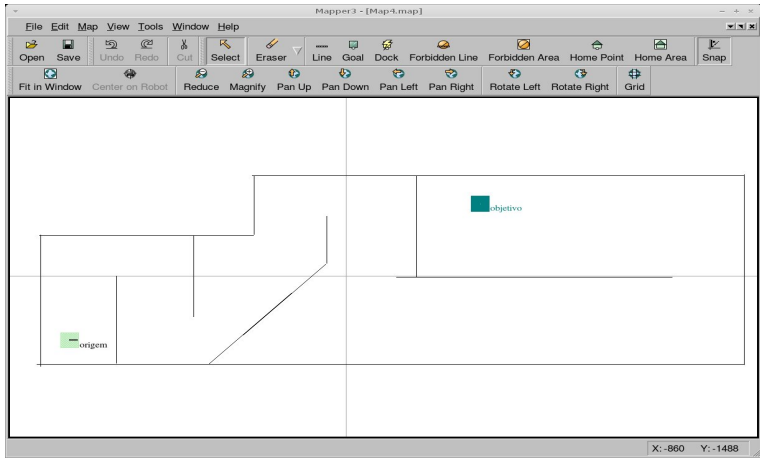 Mapper3 - [Map4.map]
File Edit Map View Tools Window Help
Open Save Undo Redo Cut Select Eraser Line Goal Dock Forbidden Line Forbidden Area Home Point Home Area Snap
Fit in Window Center on Robot Reduce Magnify Pan Up Pan Down Pan Left Pan Right Rotate Left Rotate Right Grid
objetivo
origem
X: -860 Y: -1488